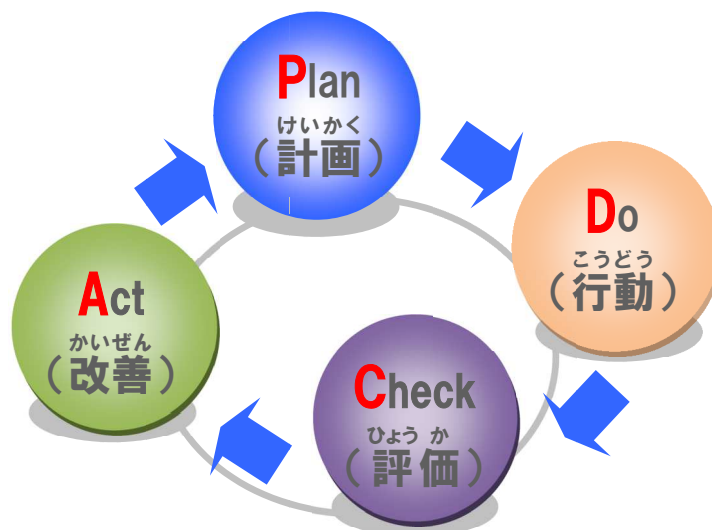 Plan
けいかく
（計画）
Do
こうどう
（行動）
Check
ひょうか
（評価）
Act
かいぜん
（改善）